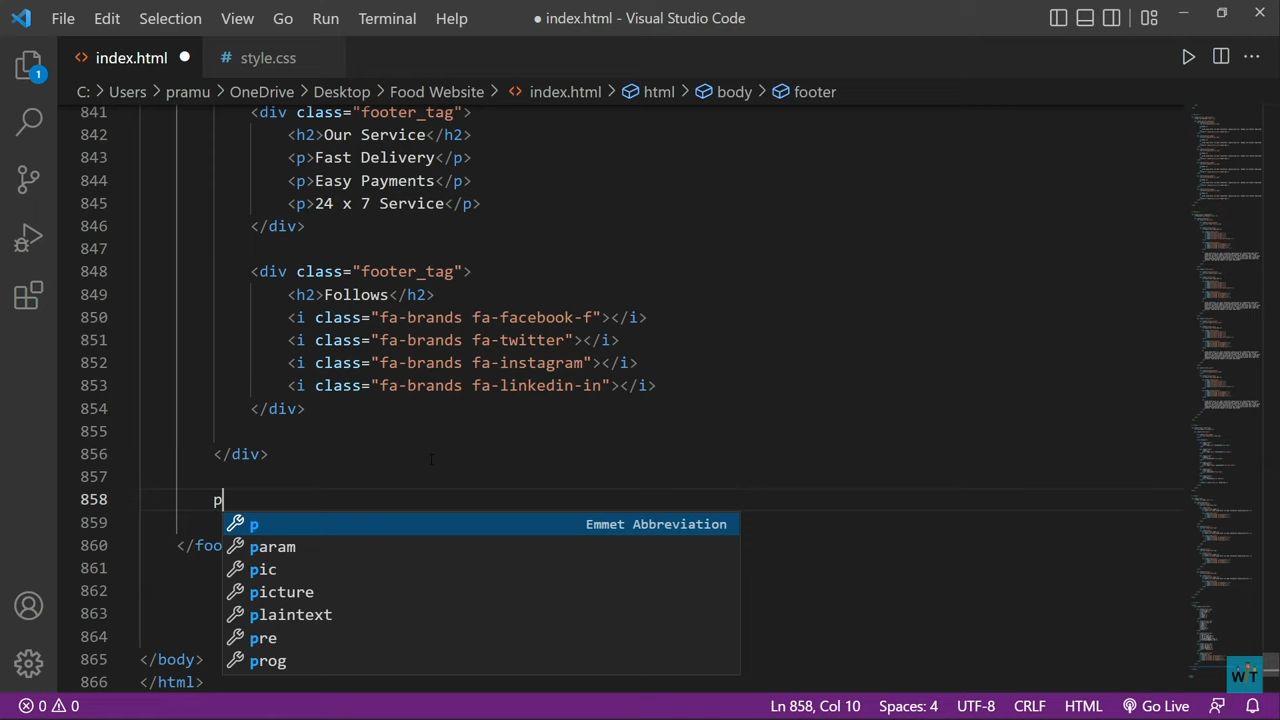 File Edit Selection View Go Run Terminal Help
● index.html - Visual Studio Code
index.html
style.css
C: > Users > pramu > OneDrive > Desktop > Food Website > index.html > html > body > footer
841 <div class="footer_tag">
842 <h2>Our Service</h2>
843 <p>Fast Delivery</p>
844 <p>Easy Payments</p>
845 <p>24 x 7 Service</p>
846 </div>
847
848 <div class="footer_tag">
849 <h2>Follows</h2>
850 <i class="fa-brands fa-facebook-f"></i>
851 <i class="fa-brands fa-twitter"></i>
852 <i class="fa-brands fa-instagram"></i>
853 <i class="fa-brands fa-linkedin-in"></i>
854 </div>
855
856 </div>
857
858 p
p Emmet Abbreviation
859
param
860 </foo
pic
861
picture
862
plaintext
863
pre
864
prog
865 </body>
866 </html>
1
WT
0 0
Ln 858, Col 10 Spaces: 4 UTF-8 CRLF HTML Go Live